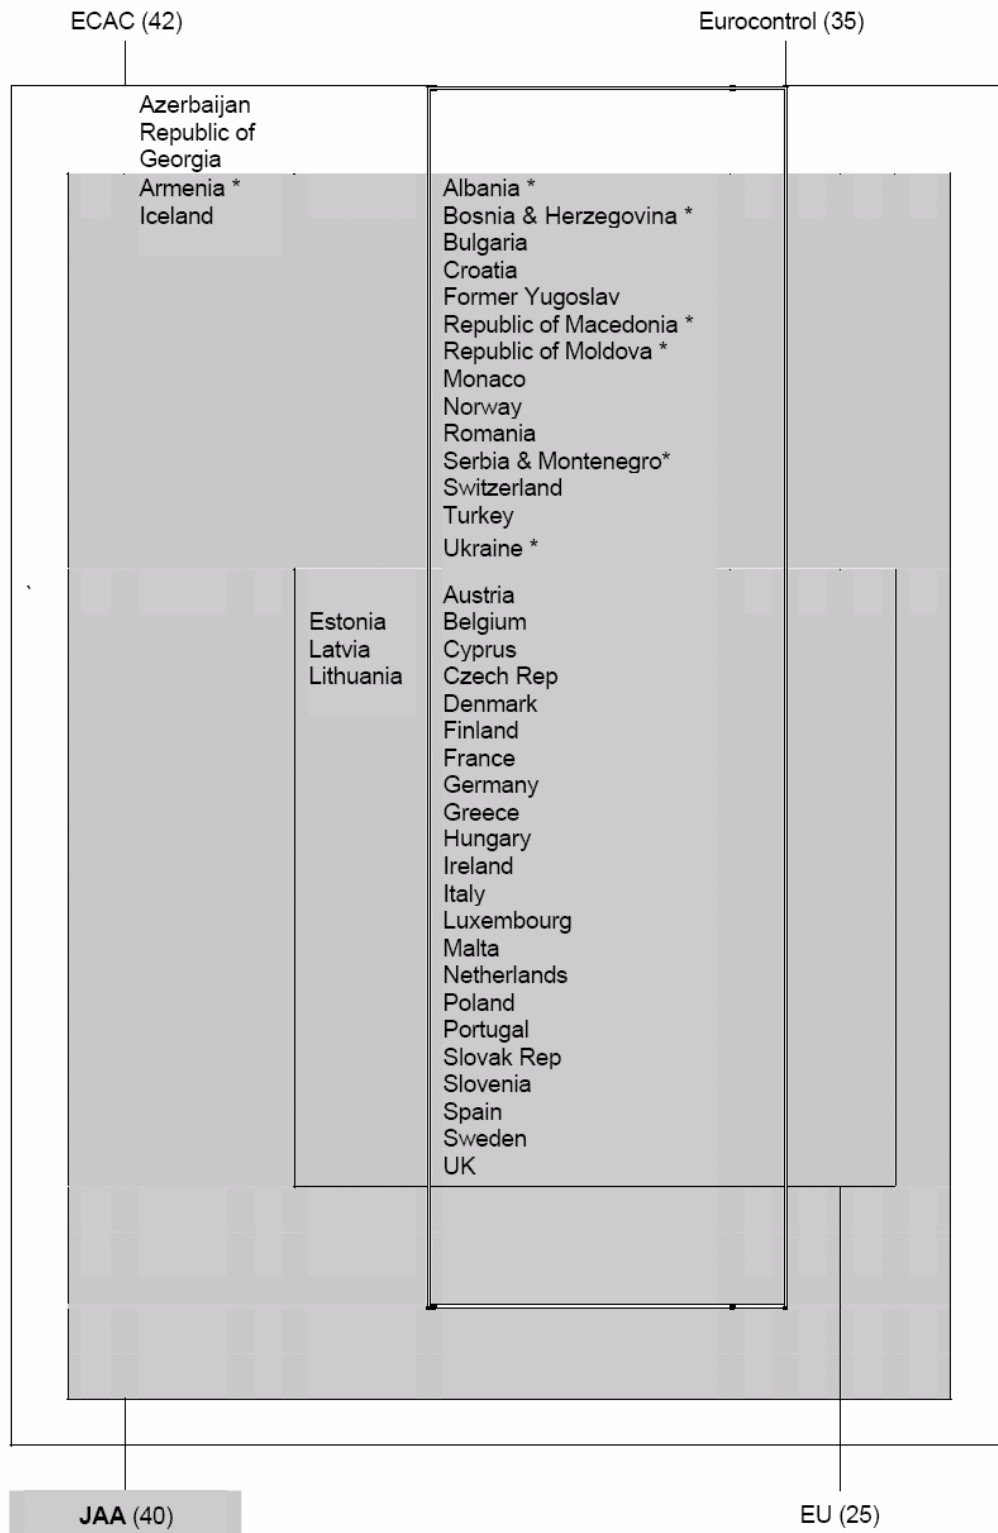 ECAC (42)
Eurocontrol (35)
Azerbaijan
Republic of
Georgia
Armenia *
Iceland
Albania *
Bosnia & Herzegovina *
Bulgaria
Croatia
Former Yugoslav
Republic of Macedonia *
Republic of Moldova *
Monaco
Norway
Romania
Serbia & Montenegro*
Switzerland
Turkey
Ukraine *
Estonia
Latvia
Lithuania
Austria
Belgium
Cyprus
Czech Rep
Denmark
Finland
France
Germany
Greece
Hungary
Ireland
Italy
Luxembourg
Malta
Netherlands
Poland
Portugal
Slovak Rep
Slovenia
Spain
Sweden
UK
JAA (40)
EU (25)